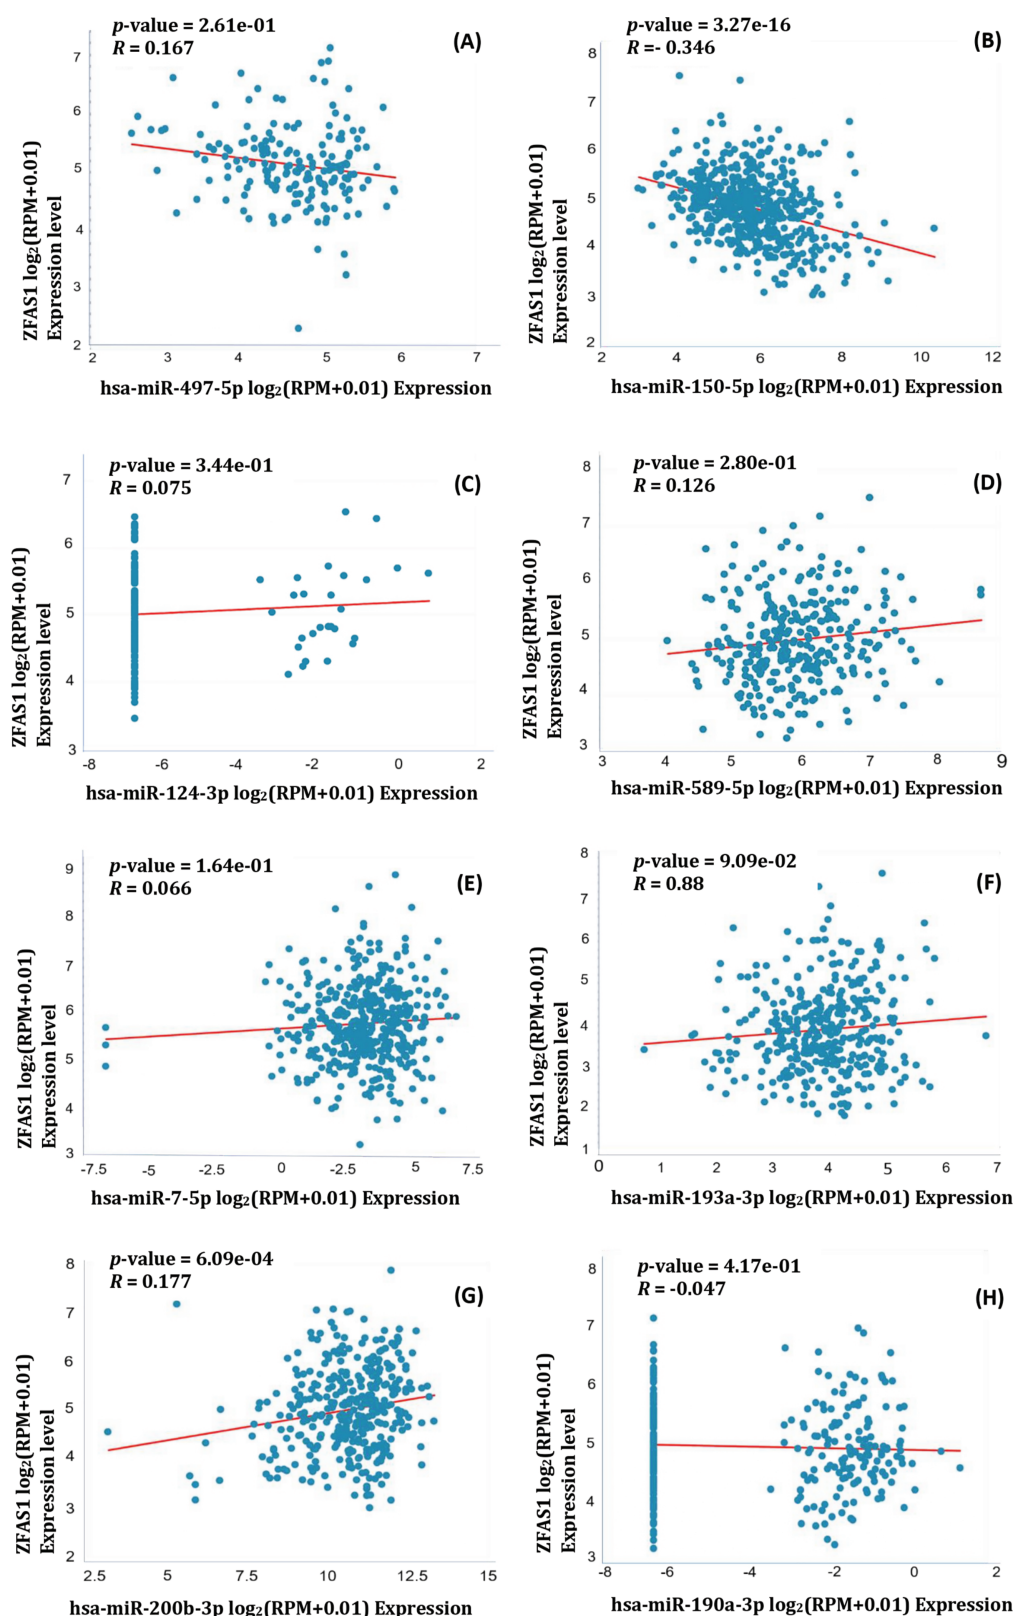 p-value = 2.61e-01
R = 0.167
(A)
7
6
5
4
3
2
2 3 4 5 6 7
ZFAS1 log2(RPM+0.01)
Expression level
hsa-miR-497-5p log2(RPM+0.01) Expression
p-value = 3.27e-16
R =- 0.346
(B)
8
7
6
5
4
3
2
2 4 6 8 10 12
ZFAS1 log2(RPM+0.01)
Expression level
hsa-miR-150-5p log2(RPM+0.01) Expression
p-value = 3.44e-01
R = 0.075
(C)
7
6
5
4
3
-8 -6 -4 -2 0 2
ZFAS1 log2(RPM+0.01)
Expression level
hsa-miR-124-3p log2(RPM+0.01) Expression
p-value = 2.80e-01
R = 0.126
(D)
8
7
6
5
4
3
3 4 5 6 7 8 9
ZFAS1 log2(RPM+0.01)
Expression level
hsa-miR-589-5p log2(RPM+0.01) Expression
p-value = 1.64e-01
R = 0.066
(E)
9
8
7
6
5
4
3
-7.5 -5 -2.5 0 -2.5 5 7.5
ZFAS1 log2(RPM+0.01)
Expression level
hsa-miR-7-5p log2(RPM+0.01) Expression
p-value = 9.09e-02
R = 0.88
(F)
8
7
6
5
4
3
2
1
0 1 2 3 4 5 6 7
ZFAS1 log2(RPM+0.01)
Expression level
hsa-miR-193a-3p log2(RPM+0.01) Expression
p-value = 6.09e-04
R = 0.177
(G)
8
7
6
5
4
3
2
2.5 5 7.5 10 12.5 15
ZFAS1 log2(RPM+0.01)
Expression level
hsa-miR-200b-3p log2(RPM+0.01) Expression
p-value = 4.17e-01
R = -0.047
(H)
8
7
6
5
4
3
-8 -6 -4 -2 0 2
ZFAS1 log2(RPM+0.01)
Expression level
hsa-miR-190a-3p log2(RPM+0.01) Expression